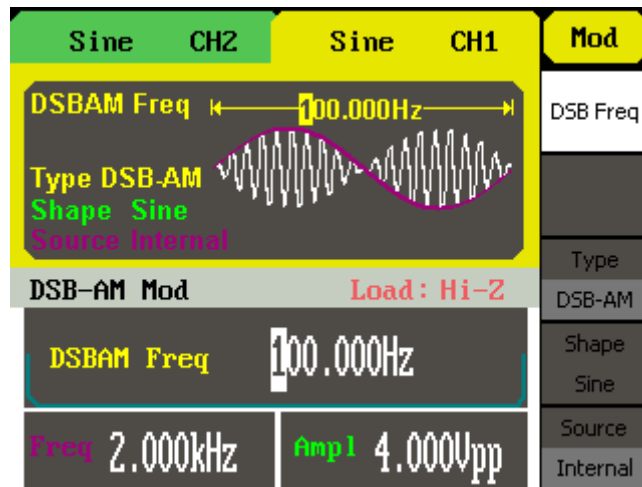 Sine CH2 Sine CH1 Mod
DSBAM Freq 100.000Hz
Type DSB-AM
Shape Sine
Source Internal
DSB-AM Mod Load: Hi-Z
DSBAM Freq 100.000Hz
Freq 2.000kHz Ampl 4.000Vpp
DSB Freq
Type
DSB-AM
Shape
Sine
Source
Internal